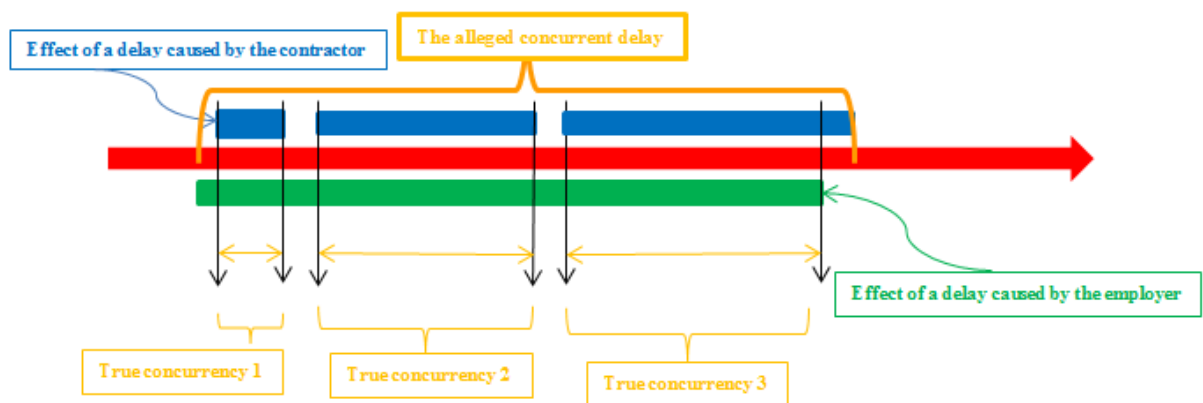 The alleged concurrent delay
Effect of a delay caused by the contractor
Effect of a delay caused by the employer
True concurrency 1
True concurrency 2
True concurrency 3